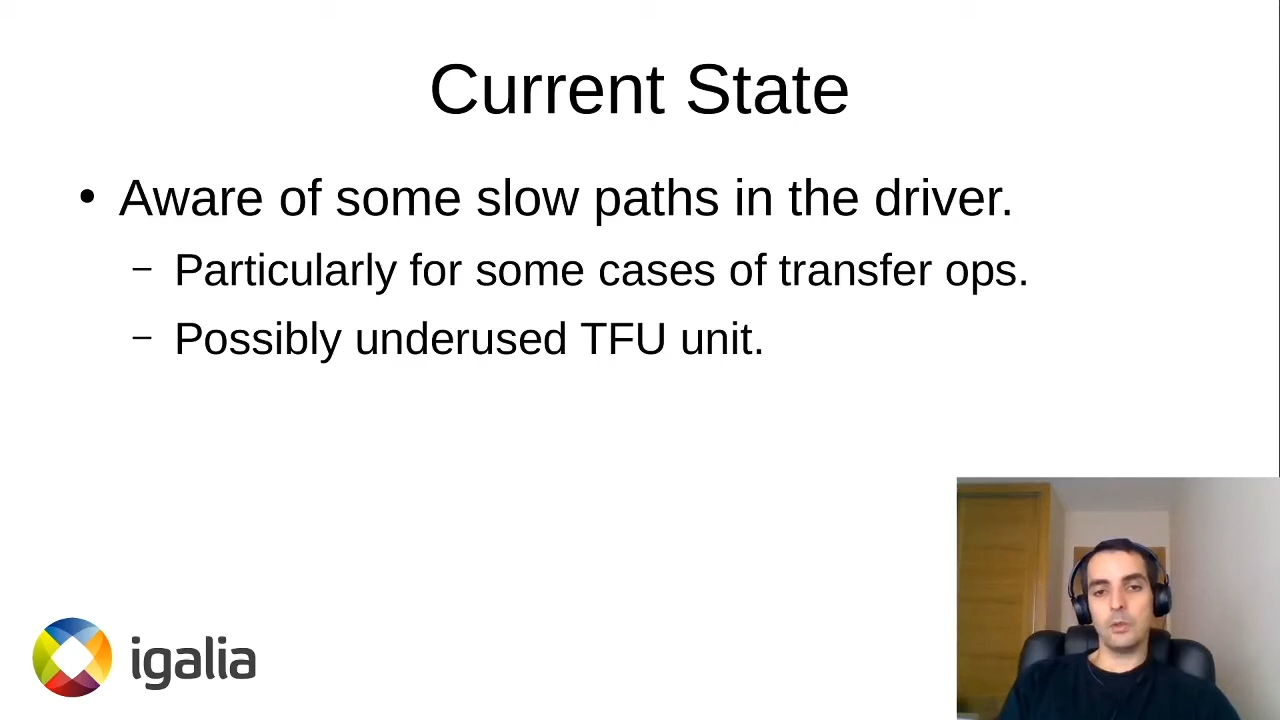 Current State
• Aware of some slow paths in the driver.
– Particularly for some cases of transfer ops.
– Possibly underused TFU unit.
igalia